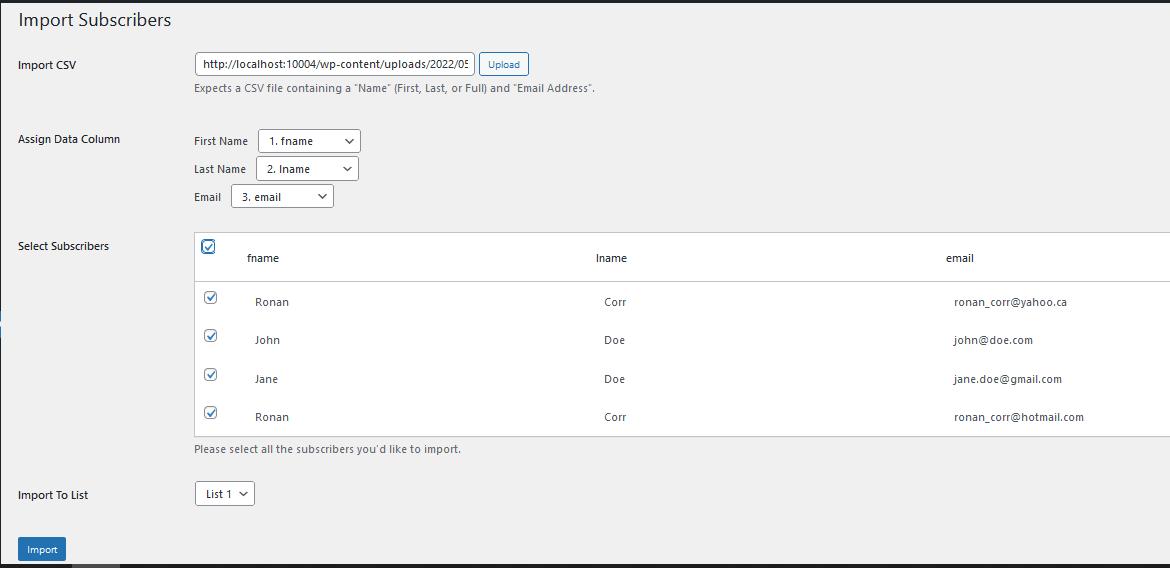 Import Subscribers
Import CSV http://localhost:10004/wp-content/uploads/2022/05 Upload
Expects a CSV file containing a "Name" (First, Last, or Full) and "Email Address".
Assign Data Column First Name 1. fname
Last Name 2. lname
Email 3. email
Select Subscribers
fname lname email
Ronan Corr ronan_corr@yahoo.ca
John Doe john@doe.com
Jane Doe jane.doe@gmail.com
Ronan Corr ronan_corr@hotmail.com
Please select all the subscribers you'd like to import.
Import To List List 1
Import